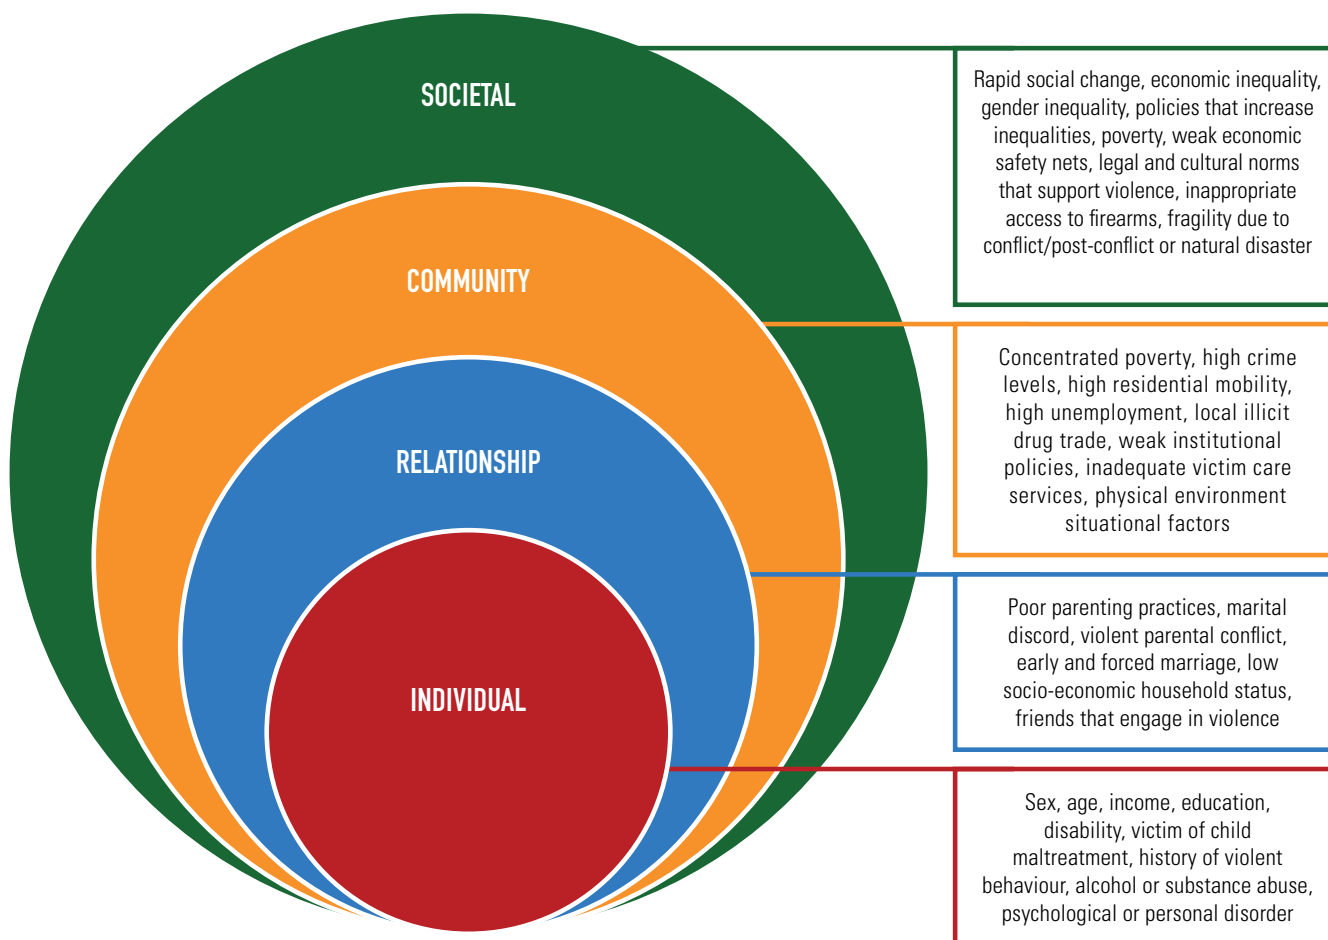 SOCIETAL
Rapid social change, economic inequality,
gender inequality, policies that increase
inequalities, poverty, weak economic
safety nets, legal and cultural norms
that support violence, inappropriate
access to firearms, fragility due to
conflict/post-conflict or natural disaster
COMMUNITY
Concentrated poverty, high crime
levels, high residential mobility,
high unemployment, local illicit
drug trade, weak institutional
policies, inadequate victim care
services, physical environment
situational factors
RELATIONSHIP
Poor parenting practices, marital
discord, violent parental conflict,
early and forced marriage, low
socio-economic household status,
friends that engage in violence
INDIVIDUAL
Sex, age, income, education,
disability, victim of child
maltreatment, history of violent
behaviour, alcohol or substance abuse,
psychological or personal disorder